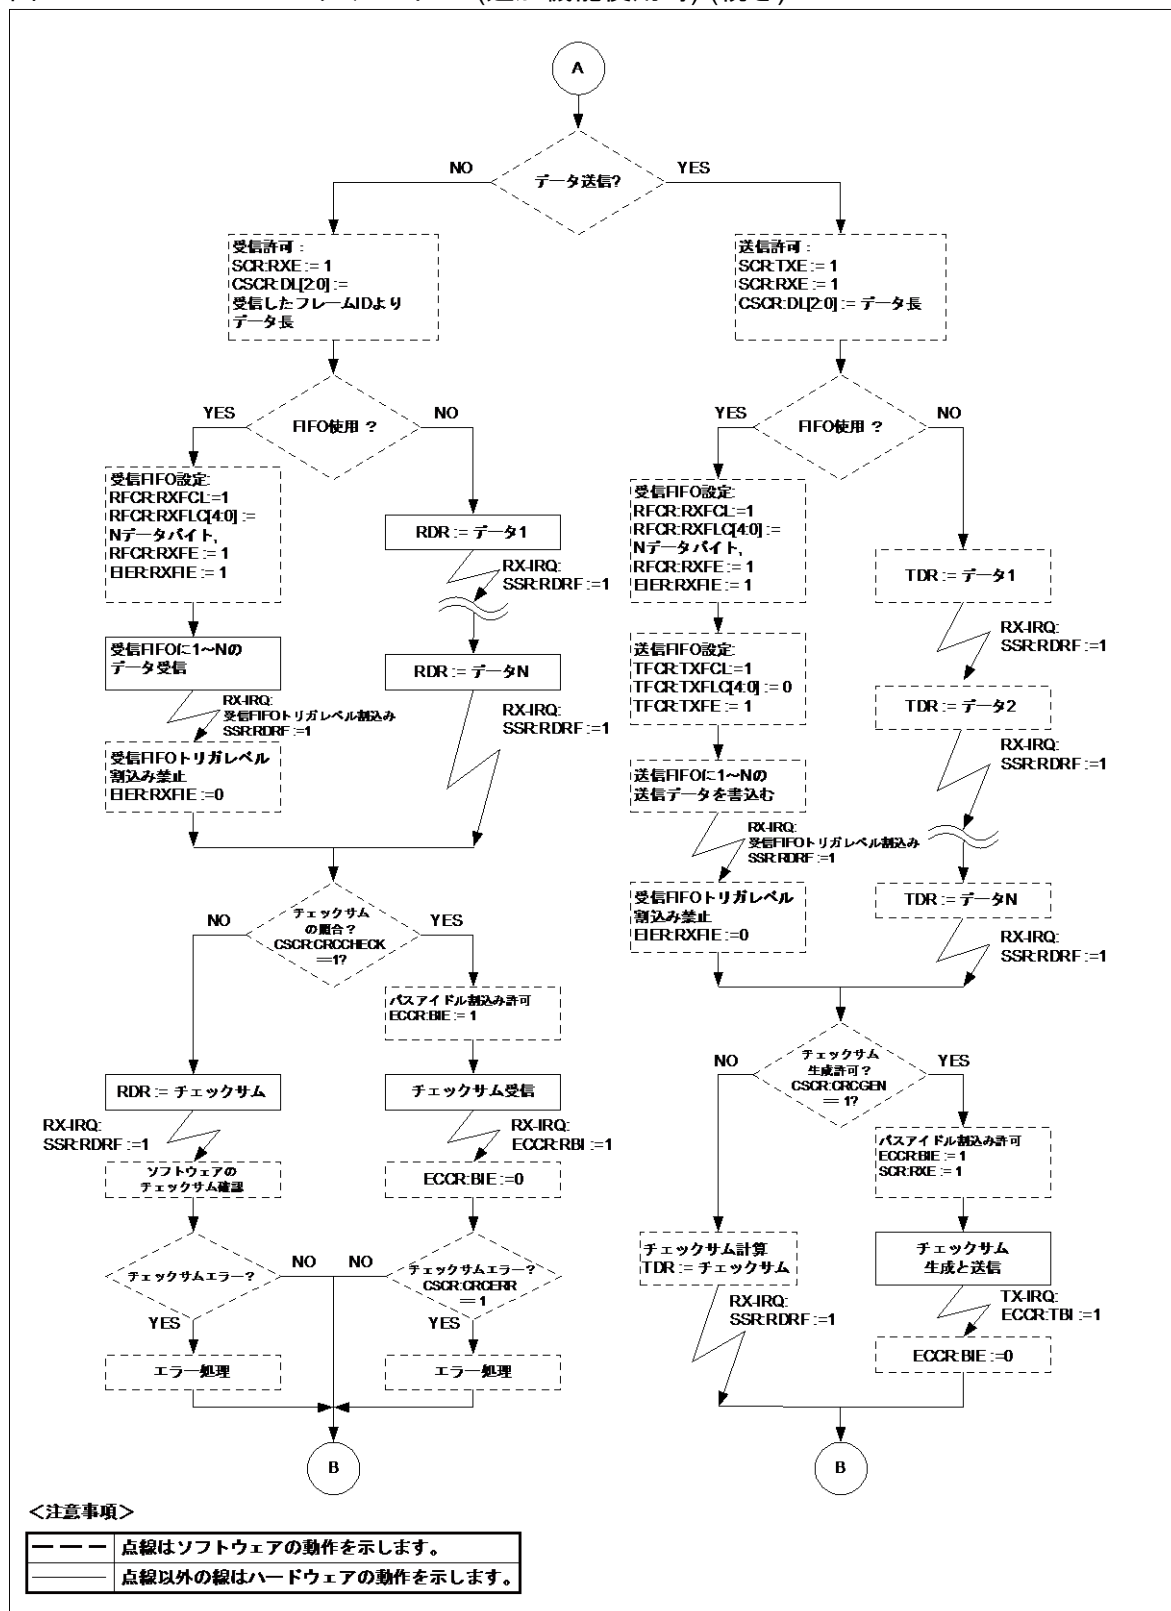 A
データ送信?
NO
YES
受信許可：
SCR:RXE := 1
CSCR:DL[2:0] :=
受信したフレームIDより
データ長
送信許可：
SCR:TXE := 1
SCR:RXE := 1
CSCR:DL[2:0] := データ長
YES
FIFO使用 ?
NO
YES
FIFO使用 ?
NO
受信FIFO設定:
RFCR:RXFCL:=1
RFCR:RXFLC[4:0] :=
Nデータバイト,
RFCR:RXFE := 1
EIER:RXFIE := 1
RDR := データ1
RX-IRQ:
SSR:RDRF :=1
受信FIFOに1～Nの
データ受信
RDR := データN
RX-IRQ:
受信FIFOトリガレベル割込み
SSR:RDRF :=1
RX-IRQ:
SSR:RDRF :=1
受信FIFOトリガレベル
割込み禁止
EIER:RXFIE :=0
受信FIFO設定:
RFCR:RXFCL:=1
RFCR:RXFLC[4:0] :=
Nデータバイト,
RFCR:RXFE := 1
EIER:RXFIE := 1
TDR := データ1
RX-IRQ:
SSR:RDRF :=1
送信FIFO設定:
TFCR:TXFCL:=1
TFCR:TXFLC[4:0] := 0
TFCR:TXFE := 1
TDR := データ2
RX-IRQ:
SSR:RDRF :=1
送信FIFOに1～Nの
送信データを書込む
RX-IRQ:
受信FIFOトリガレベル割込み
SSR:RDRF :=1
受信FIFOトリガレベル
割込み禁止
EIER:RXFIE :=0
TDR := データN
RX-IRQ:
SSR:RDRF :=1
NO
チェックサム
の照合？
CSCR:CRCCHECK
==1?
YES
バスアイドル割込み許可
ECCR:BIE := 1
RDR := チェックサム
チェックサム受信
RX-IRQ:
SSR:RDRF :=1
RX-IRQ:
ECCR:RBI :=1
ソフトウェアの
チェックサム確認
ECCR:BIE :=0
チェックサムエラー？
NO
NO
チェックサムエラー？
CSCR:CRCERR
== 1
YES
YES
エラー処理
エラー処理
B
NO
チェックサム
生成許可？
CSCR:CRCGEN
== 1?
YES
バスアイドル割込み許可
ECCR:BIE := 1
SCR:RXE := 1
チェックサム計算
TDR := チェックサム
チェックサム
生成と送信
RX-IRQ:
SSR:RDRF :=1
TX-IRQ:
ECCR:TBI :=1
ECCR:BIE :=0
B
＜注意事項＞
点線はソフトウェアの動作を示します。
点線以外の線はハードウェアの動作を示します。